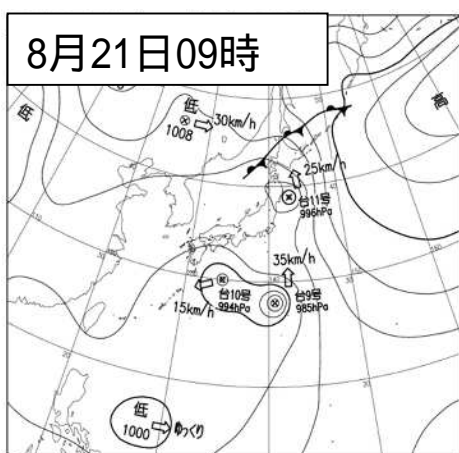 8月21日09時
低
30km/h
1008
低
高
25km/h
台11号
996hPa
35km/h
15km/h
台10号
994hPa
台9号
985hPa
低
1000
ゆっくり